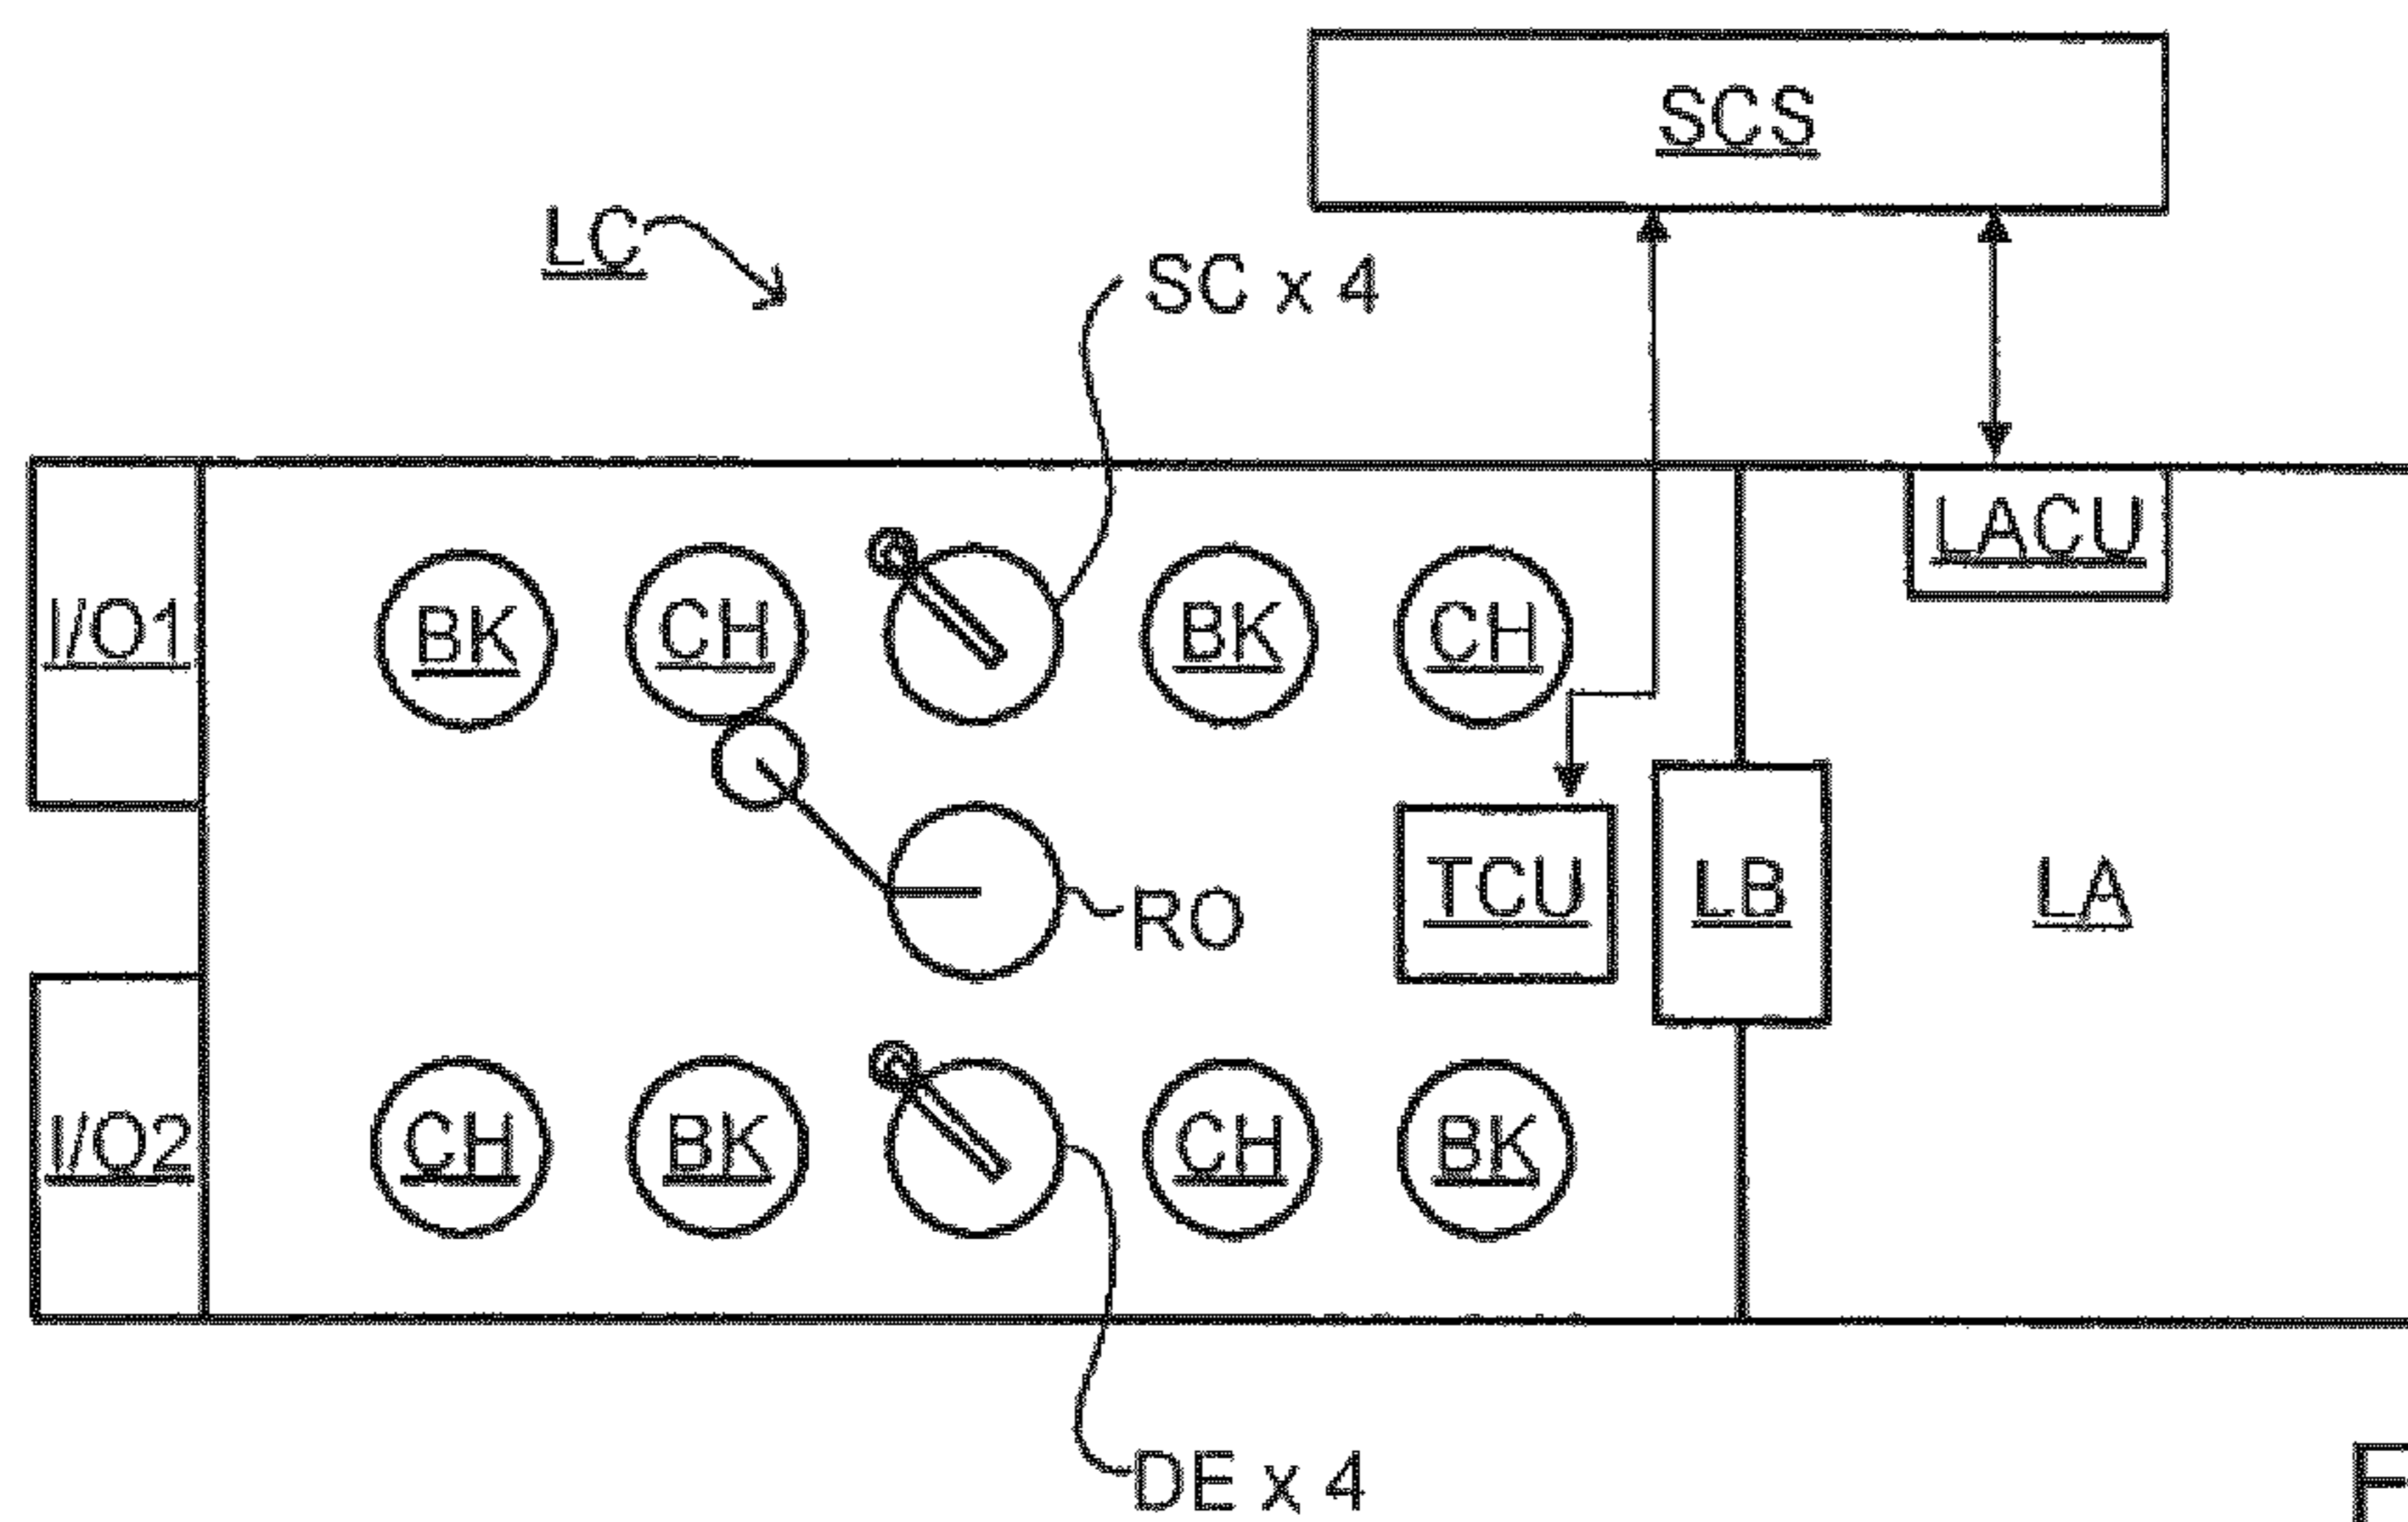 SCS
LC
SC x 4
LACU
I/O1
BK
CH
BK
CH
RO
TCU
LB
LA
I/O2
CH
BK
CH
BK
DE x 4
F